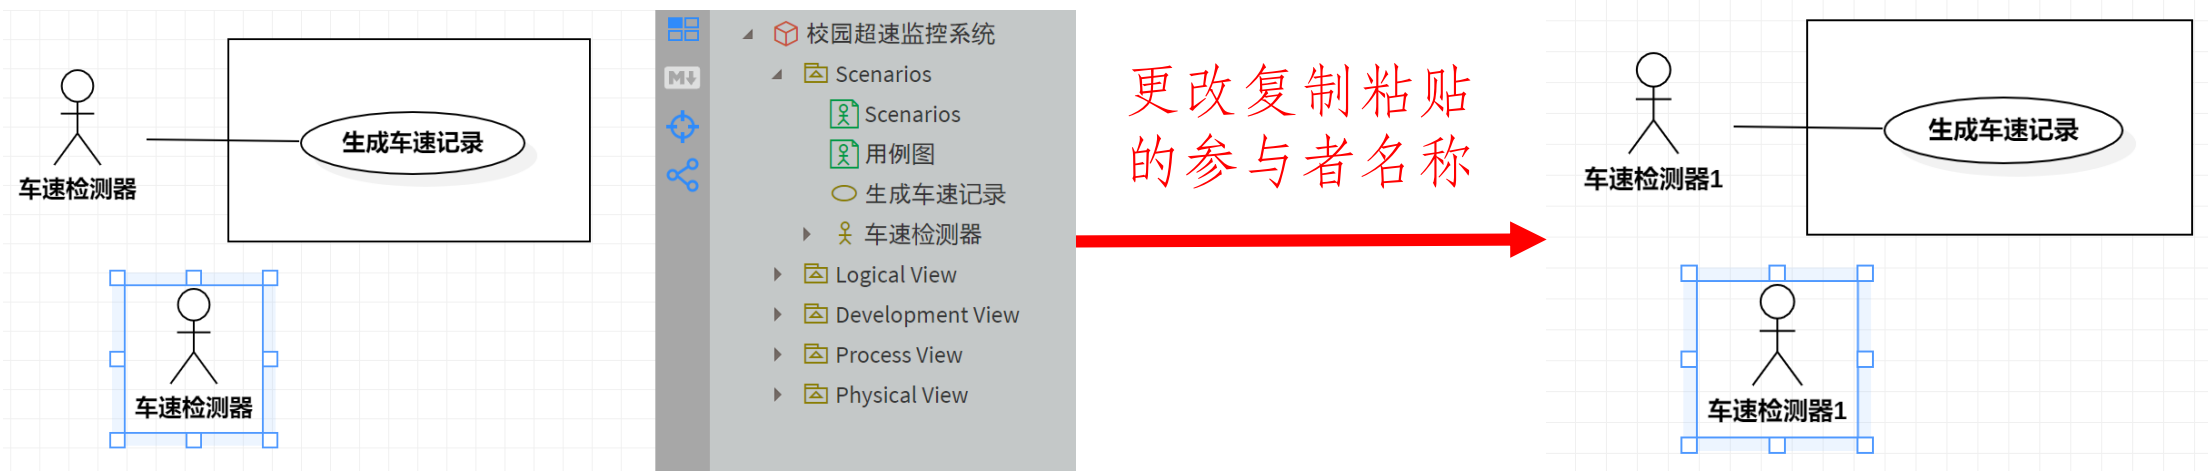 车速检测器
生成车速记录
车速检测器
M↓
校园超速监控系统
Scenarios
Scenarios
用例图
生成车速记录
车速检测器
Logical View
Development View
Process View
Physical View
更改复制粘贴
的参与者名称
车速检测器1
生成车速记录
车速检测器1